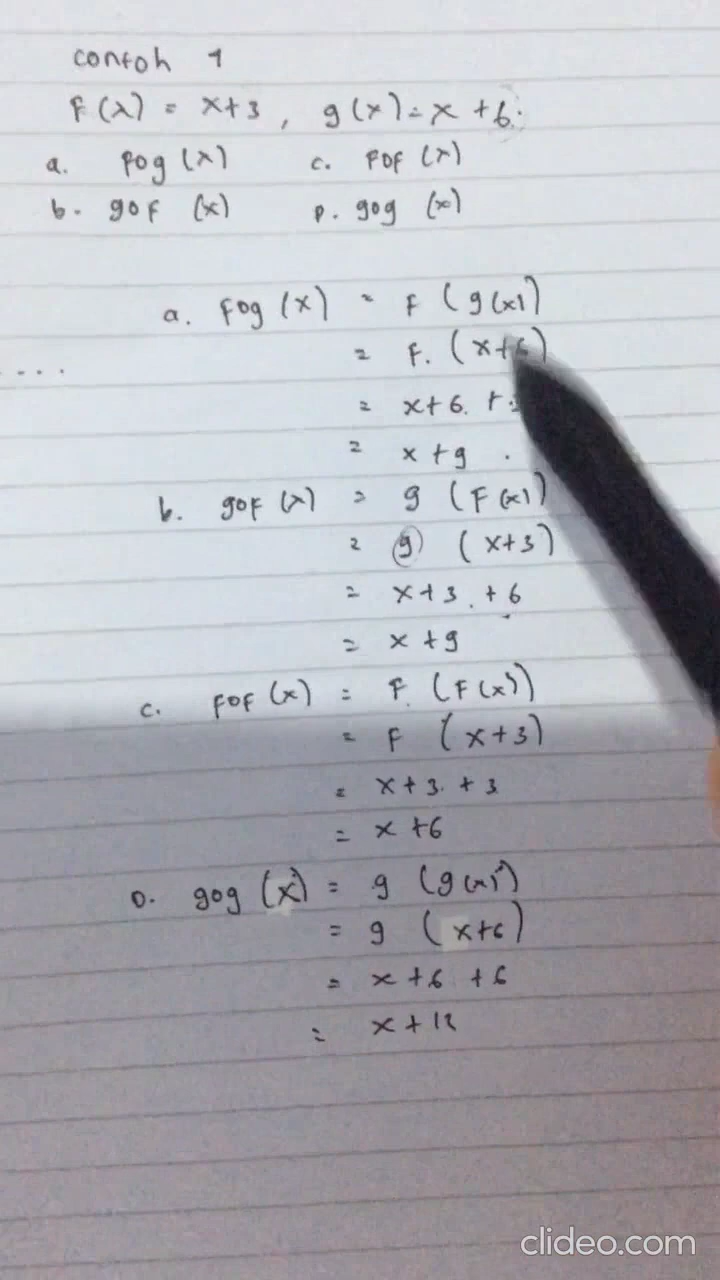 contoh 1
F(x) = x+3, g(x) = x +6.
a. fog (x) c. FOF (x)
b. gof (x) D. gog (x)
a. fog (x) = F (g(x))
= F. (x+6)
....
= x+6. +
= x +9.
b. gof (x) = g (F(x))
= g (x+3)
= x+3. +6
= x +9
c. FOF (x) = F. (F(x))
= F (x+3)
= x+3. +3
= x +6
D. gog (x) = g (g(x))
= g (x+6)
= x +6 +6
= x +12
clideo.com